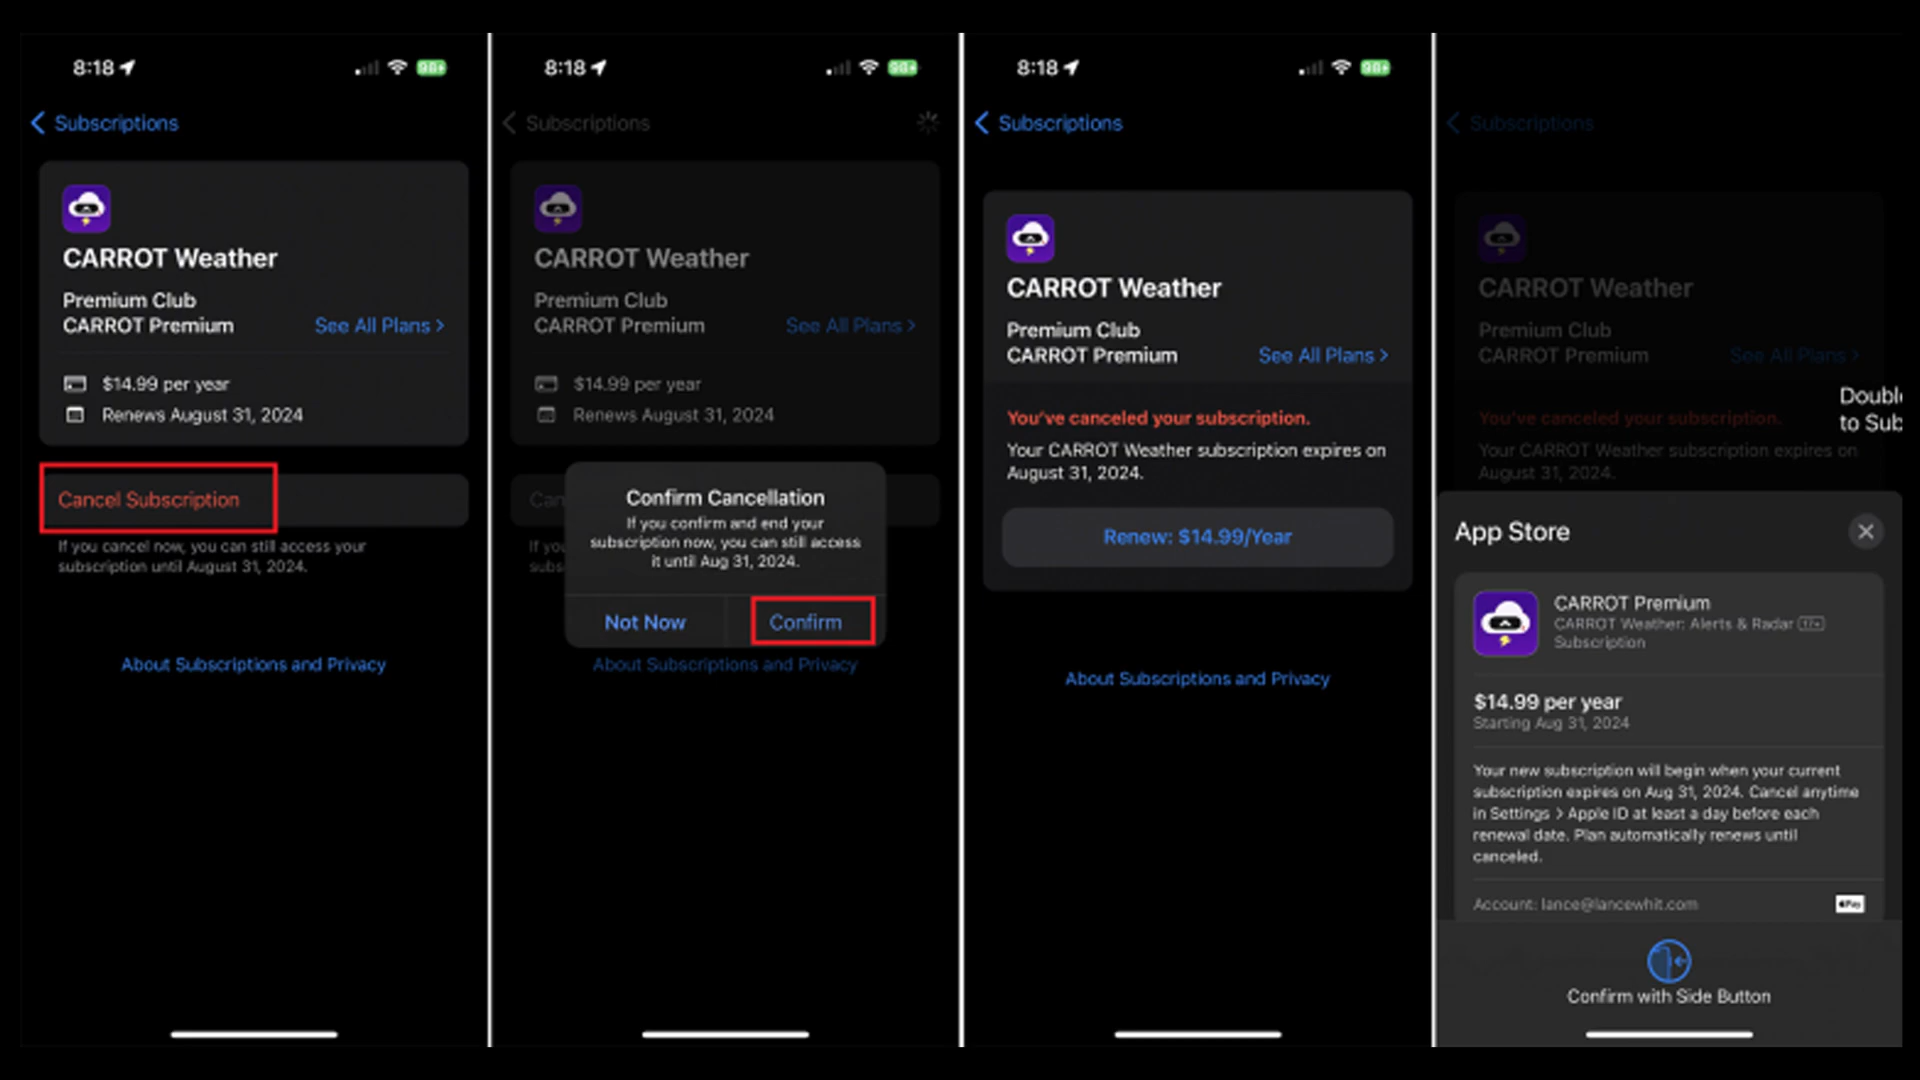 8:18
98+
Subscriptions
CARROT Weather
Premium Club
CARROT Premium
See All Plans >
$14.99 per year
Renews August 31, 2024
Cancel Subscription
If you cancel now, you can still access your
subscription until August 31, 2024.
About Subscriptions and Privacy
8:18
98+
Subscriptions
CARROT Weather
Premium Club
CARROT Premium
See All Plans >
$14.99 per year
Renews August 31, 2024
Can
If you
subs
Confirm Cancellation
If you confirm and end your
subscription now, you can still access
it until Aug 31, 2024.
Not Now
Confirm
About Subscriptions and Privacy
8:18
98+
Subscriptions
CARROT Weather
Premium Club
CARROT Premium
See All Plans >
You've canceled your subscription.
Your CARROT Weather subscription expires on
August 31, 2024.
Renew: $14.99/Year
About Subscriptions and Privacy
Subscriptions
CARROT Weather
Premium Club
CARROT Premium
See All Plans >
Doubl
to Sub
You've canceled your subscription.
Your CARROT Weather subscription expires on
August 31, 2024.
App Store
CARROT Premium
CARROT Weather: Alerts & Radar 17+
Subscription
$14.99 per year
Starting Aug 31, 2024
Your new subscription will begin when your current
subscription expires on Aug 31, 2024. Cancel anytime
in Settings > Apple ID at least a day before each
renewal date. Plan automatically renews until
canceled.
Account: lance@lancewhit.com
Pay
Confirm with Side Button